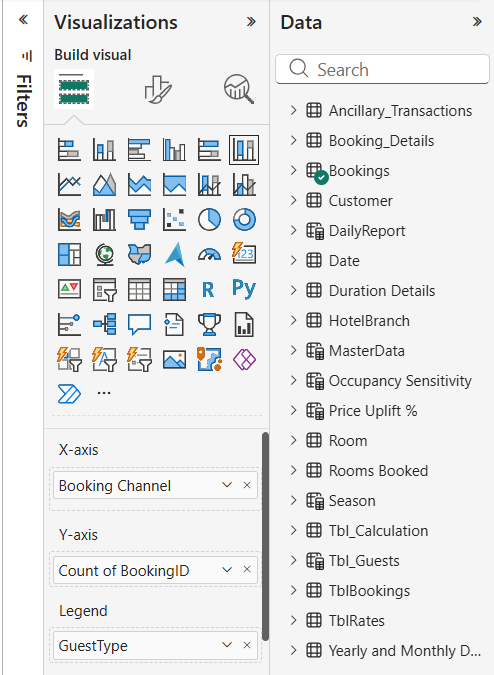 Filters
Visualizations
Build visual
123
R
Py
X-axis
Booking Channel
Y-axis
Count of BookingID
Legend
GuestType
Data
Search
Ancillary_Transactions
Booking_Details
Bookings
Customer
DailyReport
Date
Duration Details
HotelBranch
MasterData
Occupancy Sensitivity
Price Uplift %
Room
Rooms Booked
Season
Tbl_Calculation
Tbl_Guests
TblBookings
TblRates
Yearly and Monthly D...